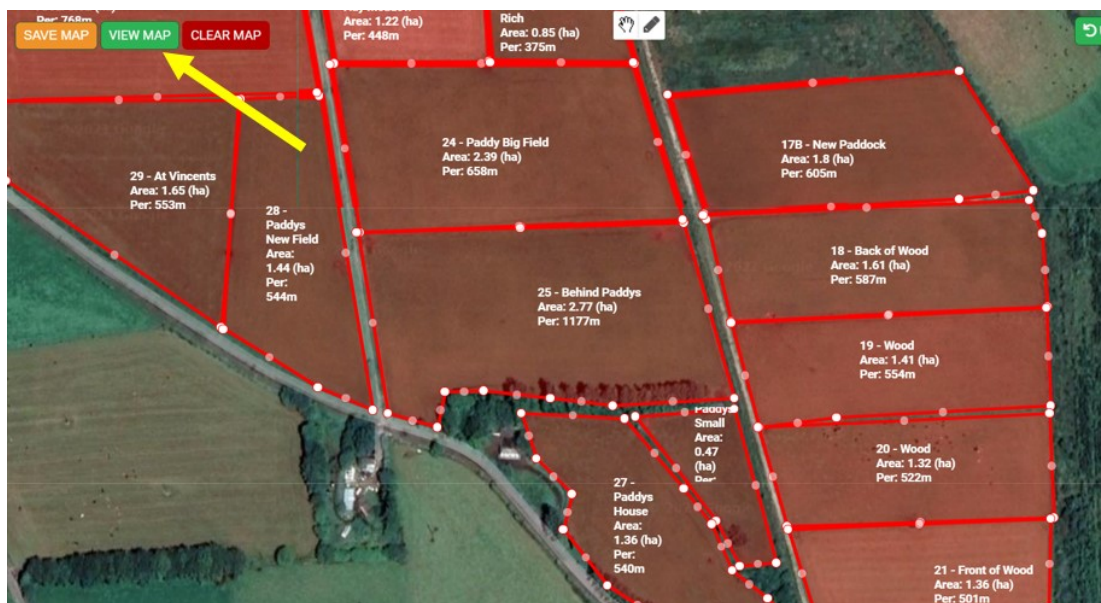 Per: 768m
SAVE MAP
VIEW MAP
CLEAR MAP
Area: 1.22 (ha)
Per: 448m
Rich
Area: 0.85 (ha)
Per: 375m
24 - Paddy Big Field
Area: 2.39 (ha)
Per: 658m
17B - New Paddock
Area: 1.8 (ha)
Per: 605m
29 - At Vincents
Area: 1.65 (ha)
Per: 553m
28 -
Paddys
New Field
Area:
1.44 (ha)
Per:
544m
18 - Back of Wood
Area: 1.61 (ha)
Per: 587m
25 - Behind Paddys
Area: 2.77 (ha)
Per: 1177m
19 - Wood
Area: 1.41 (ha)
Per: 554m
Paddys
Small
Area:
0.47
(ha)
Per:
20 - Wood
Area: 1.32 (ha)
Per: 522m
27 -
Paddys
House
Area:
1.36 (ha)
Per:
540m
21 - Front of Wood
Area: 1.36 (ha)
Per: 501m